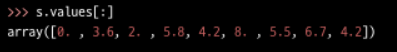 >>> s.values[:]
array([0. , 3.6, 2. , 5.8, 4.2, 8. , 5.5, 6.7, 4.2])